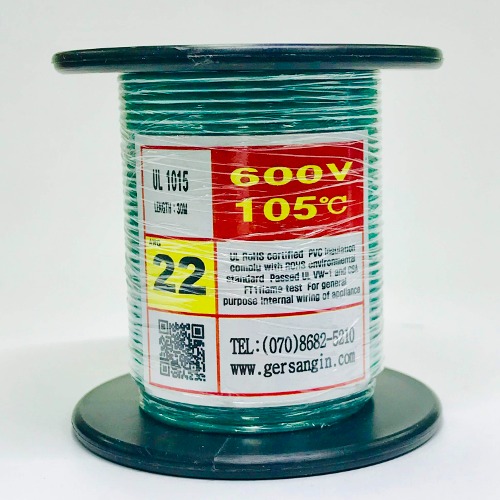 UL 1015
LENGTH : 30M
600V
105℃
AWG
22
UL RoHS certified PVC insulation
comply with ROHS environmental
standard Passed UL VW-1 and CSA
FT1 flame test For general
purpose internal wiring of appliance
TEL:(070)8682-5210
www.gersangin.com